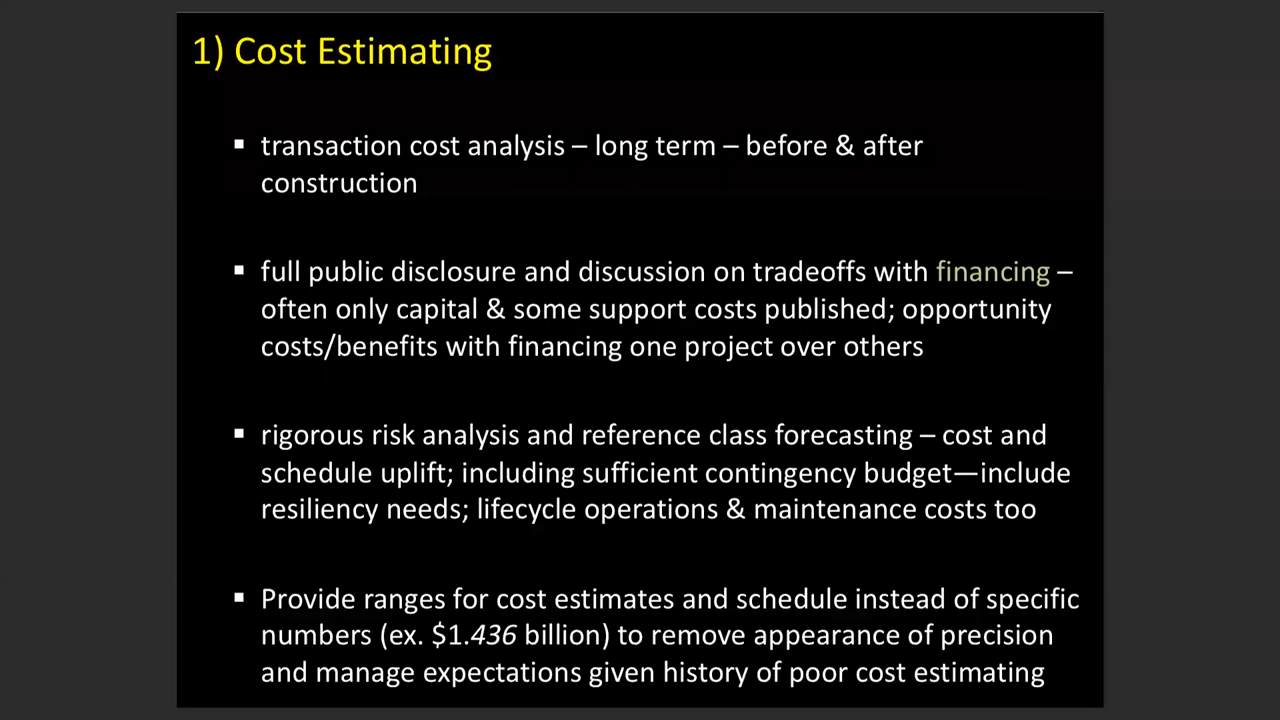 1) Cost Estimating
▪ transaction cost analysis – long term – before & after
construction
▪ full public disclosure and discussion on tradeoffs with financing –
often only capital & some support costs published; opportunity
costs/benefits with financing one project over others
▪ rigorous risk analysis and reference class forecasting – cost and
schedule uplift; including sufficient contingency budget—include
resiliency needs; lifecycle operations & maintenance costs too
▪ Provide ranges for cost estimates and schedule instead of specific
numbers (ex. $1.436 billion) to remove appearance of precision
and manage expectations given history of poor cost estimating